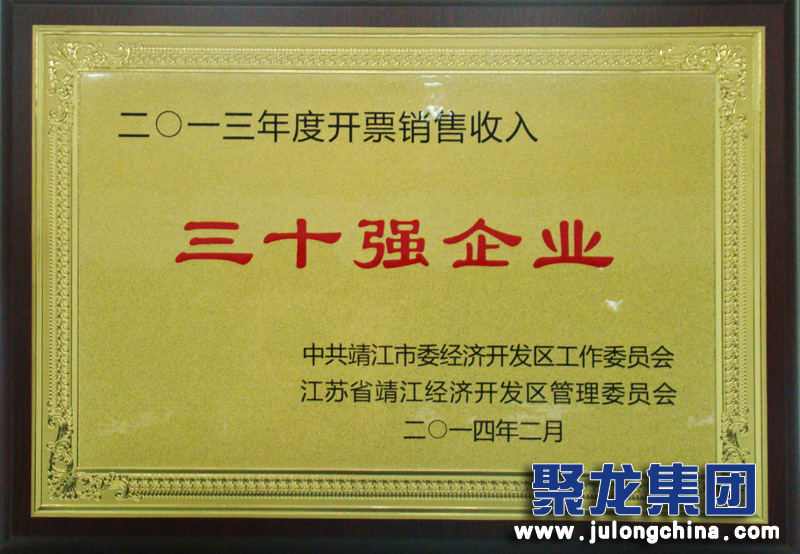 二〇一三年度开票销售收入
三十强企业
中共靖江市委经济开发区工作委员会
江苏省靖江经济开发区管理委员会
二〇一四年二月
聚龙集团
www.julongchina.com